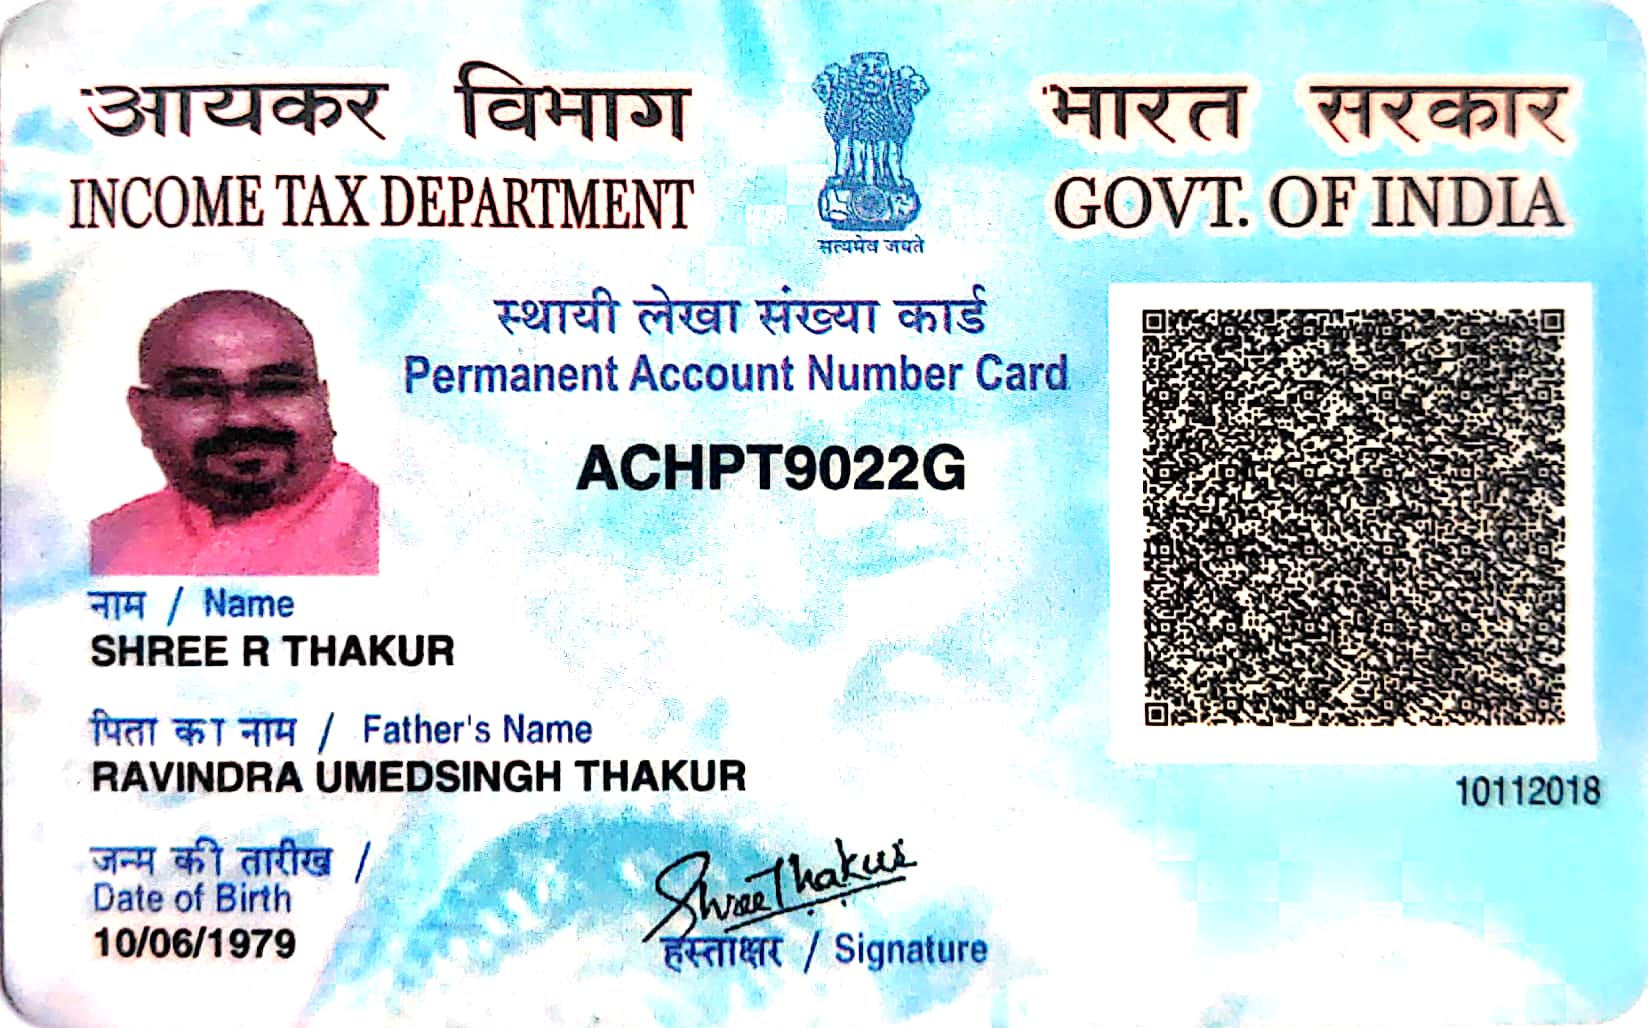 आयकर विभाग
INCOME TAX DEPARTMENT
सत्यमेव जयते
भारत सरकार
GOVT. OF INDIA
स्थायी लेखा संख्या कार्ड
Permanent Account Number Card
ACHPT9022G
नाम / Name
SHREE R THAKUR
पिता का नाम / Father's Name
RAVINDRA UMEDSINGH THAKUR
10112018
जन्म की तारीख /
Date of Birth
10/06/1979
Shree Thakur
हस्ताक्षर / Signature